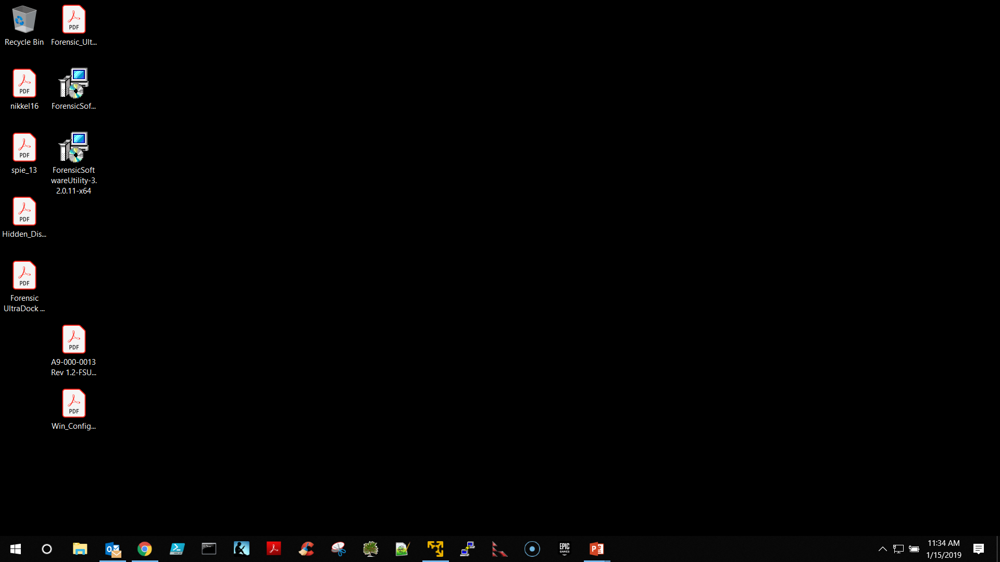 Recycle Bin
Forensic_Ult...
PDF
nikkel16
PDF
ForensicSof...
spie_13
PDF
ForensicSoft
wareUtility-3.
2.0.11-x64
Hidden_Dis...
PDF
Forensic
UltraDock ...
PDF
A9-000-0013
Rev 1.2-FSU...
PDF
Win_Config...
PDF
EPIC
GAMES
11:34 AM
1/15/2019